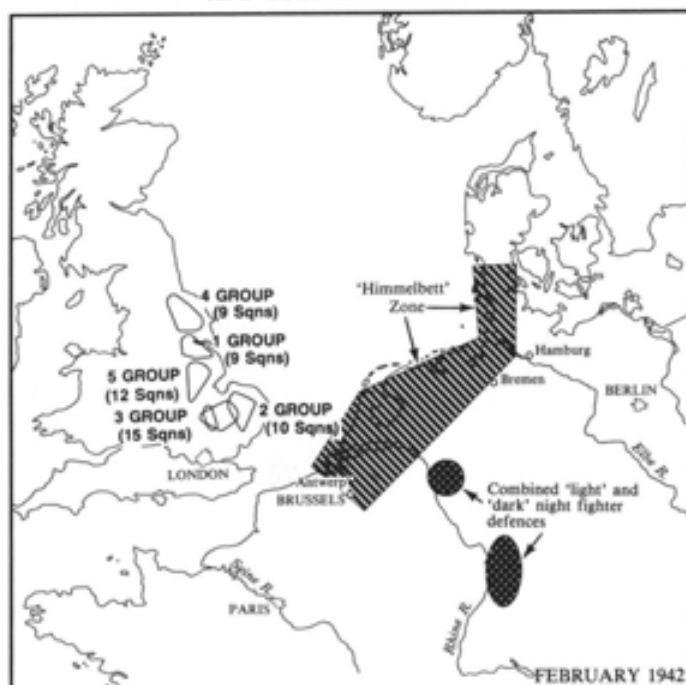 4 GROUP
(9 Sqns)
1 GROUP
(9 Sqns)
5 GROUP
(12 Sqns)
3 GROUP
(15 Sqns)
2 GROUP
(10 Sqns)
LONDON
'Himmelbett'
Zone
Hamburg
Bremen
BERLIN
Elbe R.
Antwerp
BRUSSELS
Combined 'light' and
'dark' night fighter
defences
Seine R.
PARIS
Rhine R.
FEBRUARY 1942